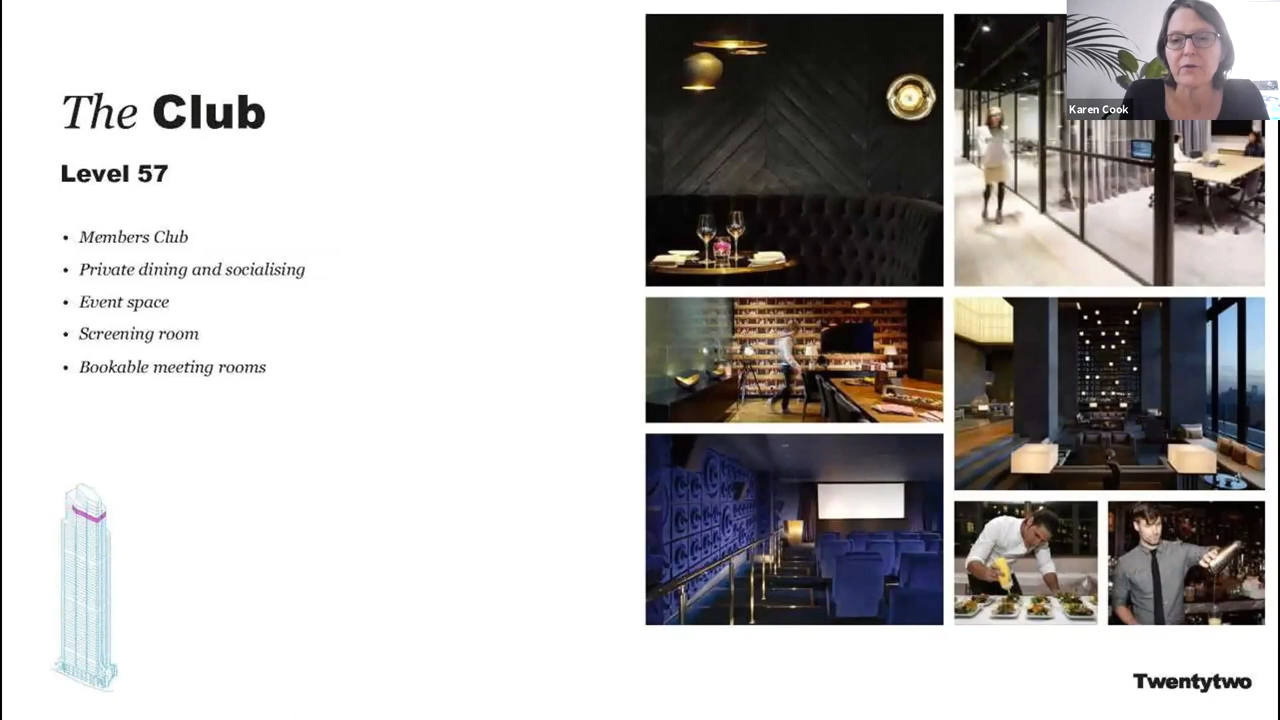 The Club
Level 57
• Members Club
• Private dining and socialising
• Event space
• Screening room
• Bookable meeting rooms
Karen Cook
Twentytwo